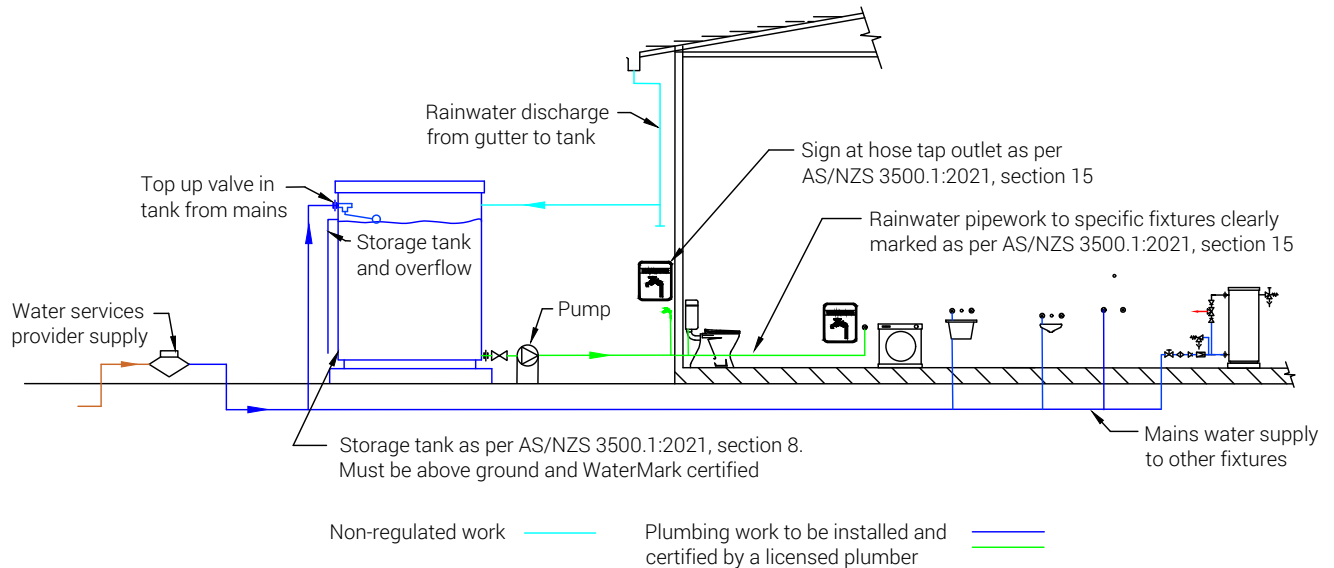 Rainwater discharge
from gutter to tank
Sign at hose tap outlet as per
AS/NZS 3500.1:2021, section 15
Top up valve in
tank from mains
Rainwater pipework to specific fixtures clearly
marked as per AS/NZS 3500.1:2021, section 15
Storage tank
and overflow
Water services
provider supply
Pump
Storage tank as per AS/NZS 3500.1:2021, section 8.
Must be above ground and WaterMark certified
Mains water supply
to other fixtures
Non-regulated work
Plumbing work to be installed and
certified by a licensed plumber